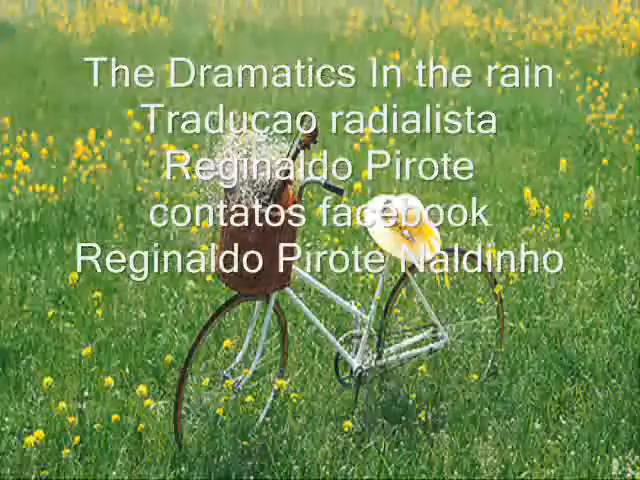 The Dramatics In the rain
Traducao radialista
Reginaldo Pirote
contatos facebook
Reginaldo Pirote Naldinho